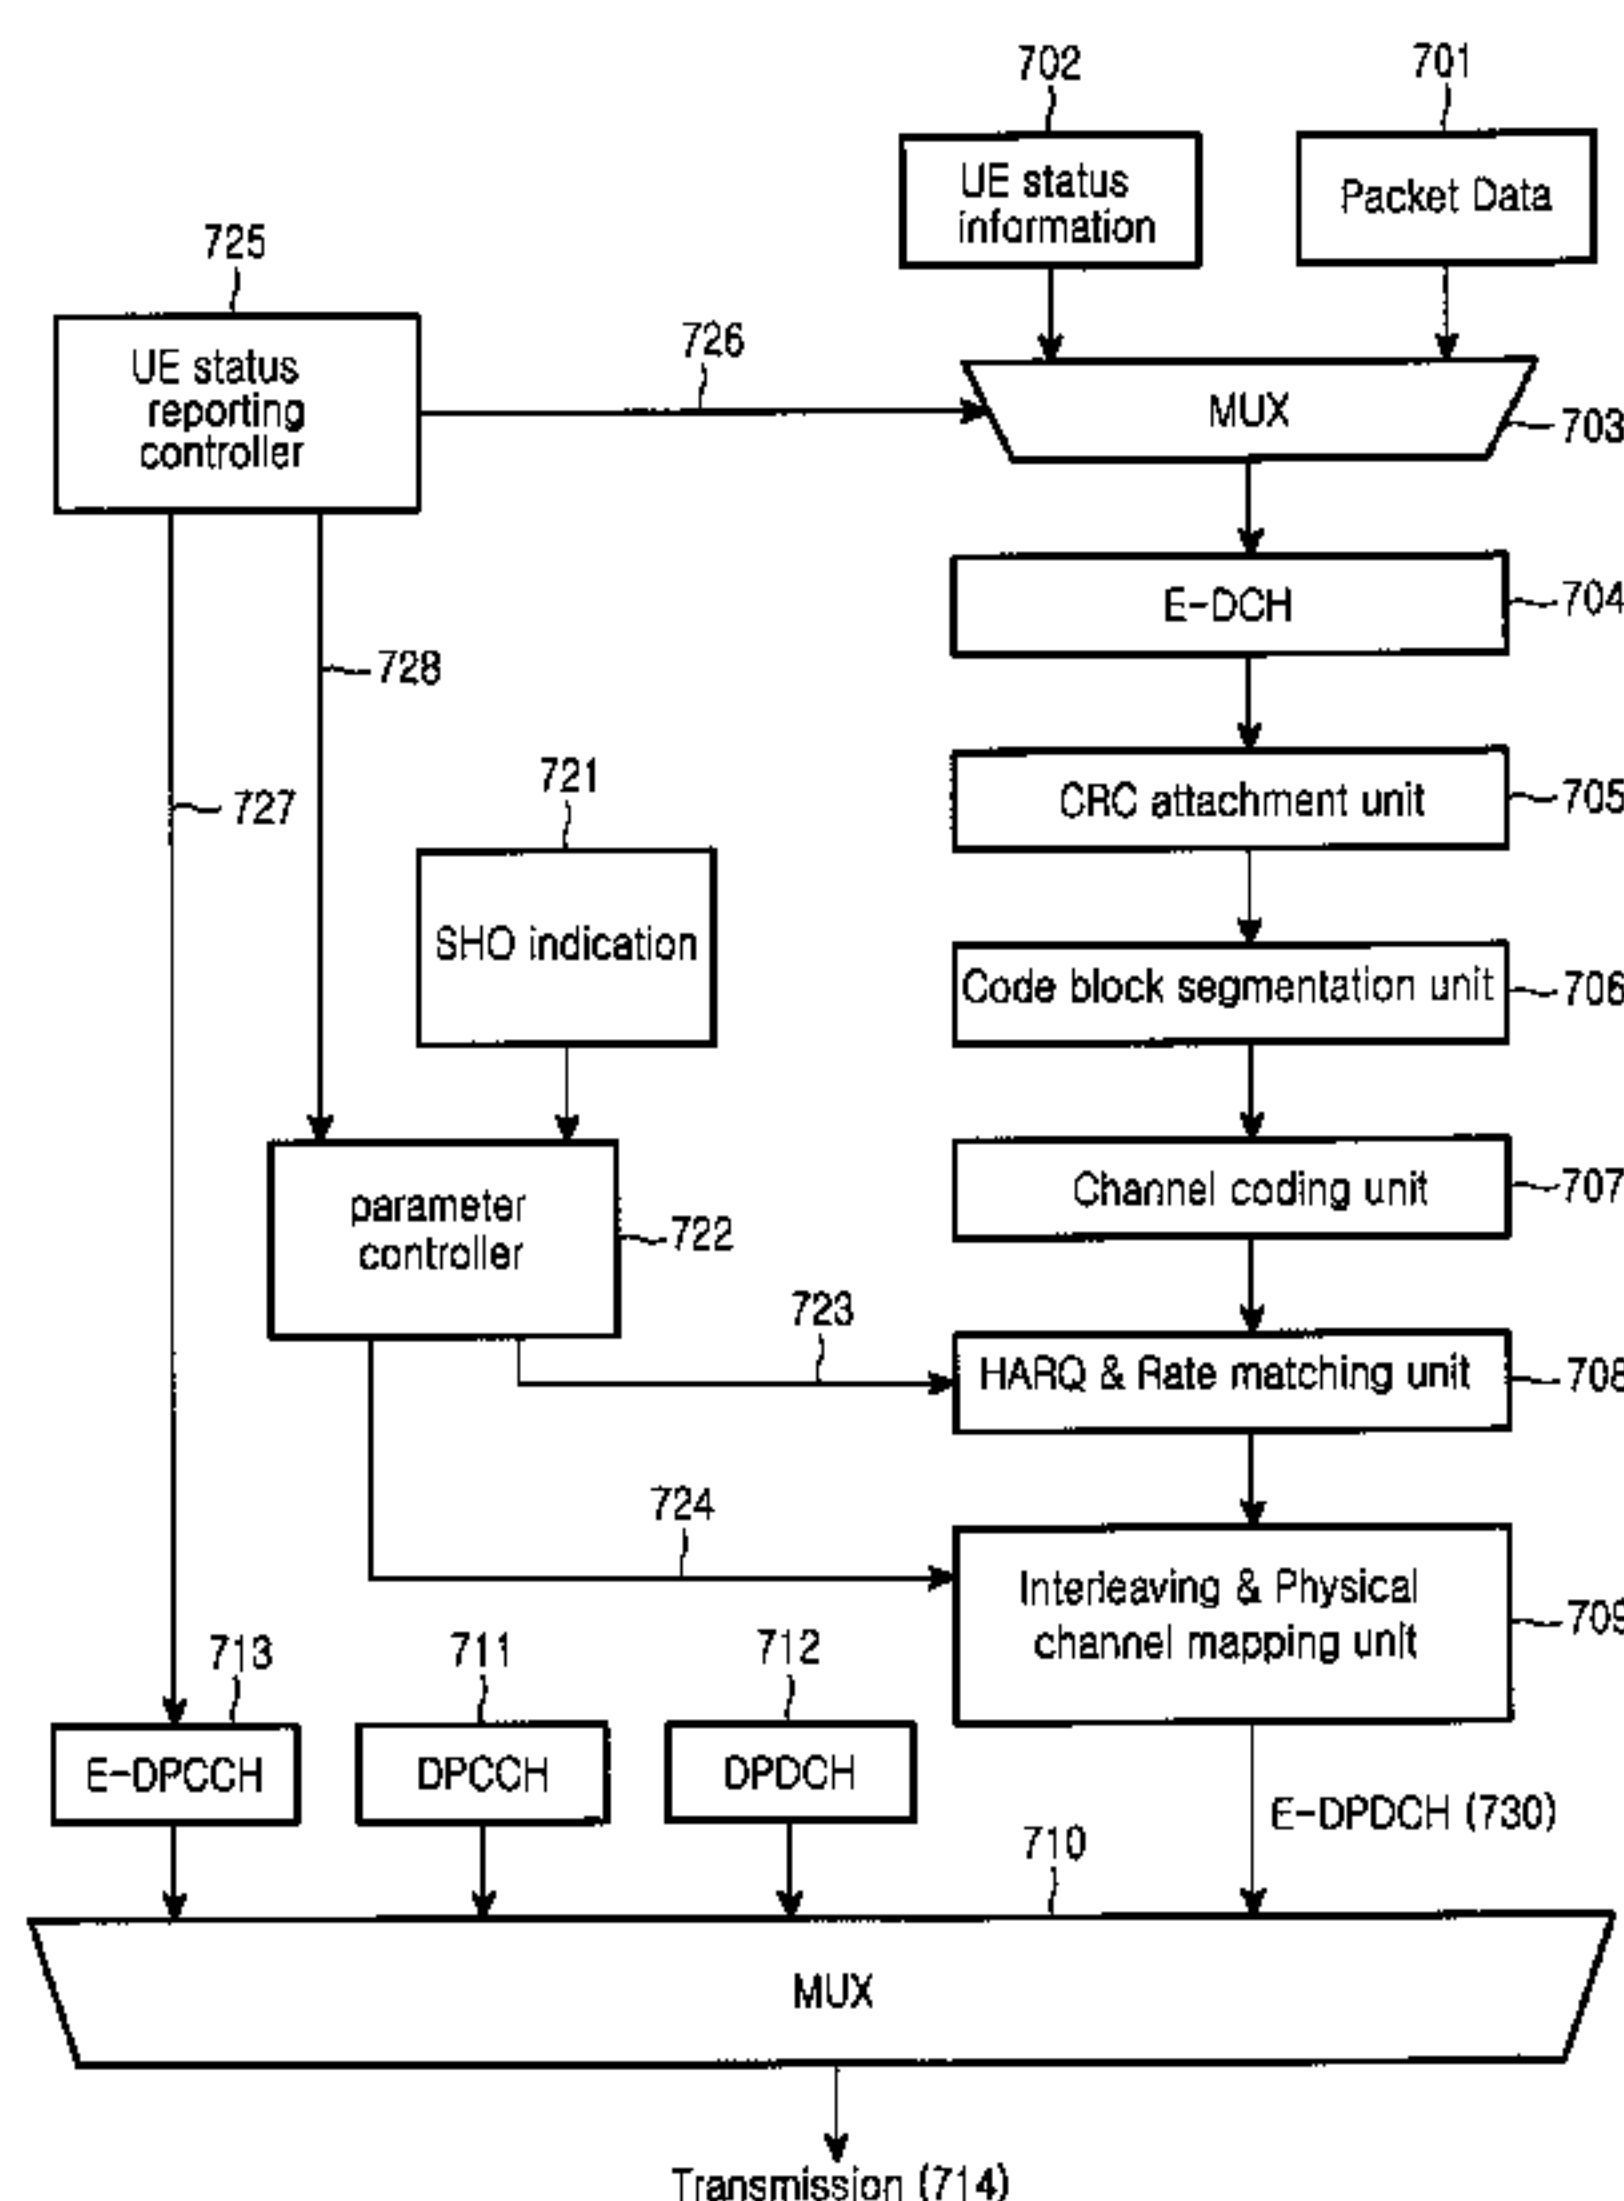 702
701
UE status
information
Packet Data
725
UE status
reporting
controller
726
MUX
703
E-DCH
704
728
727
721
CRC attachment unit
705
SHO indication
Code block segmentation unit
706
parameter
controller
722
Channel coding unit
707
723
HARQ & Rate matching unit
708
724
Interleaving & Physical
channel mapping unit
709
713
711
712
E-DPCCH
DPCCH
DPDCH
E-DPDCH (730)
710
MUX
Transmission (714)